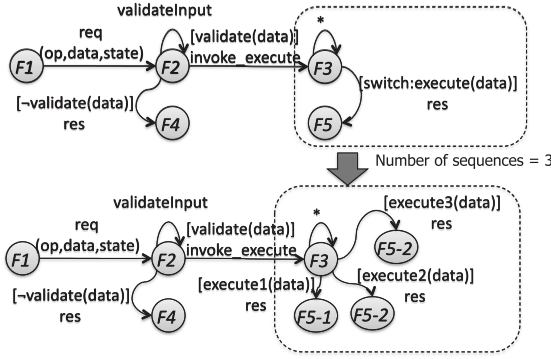 validateInput
req
(op,data,state)
[validate(data)]
invoke_execute
*
F1
F2
F3
[¬validate(data)]
res
[switch:execute(data)]
res
F4
F5
Number of sequences = 3
validateInput
req
(op,data,state)
[validate(data)]
invoke_execute
*
[execute3(data)]
res
F1
F2
F3
F5-2
[¬validate(data)]
res
[execute1(data)]
res
[execute2(data)]
res
F4
F5-1
F5-2